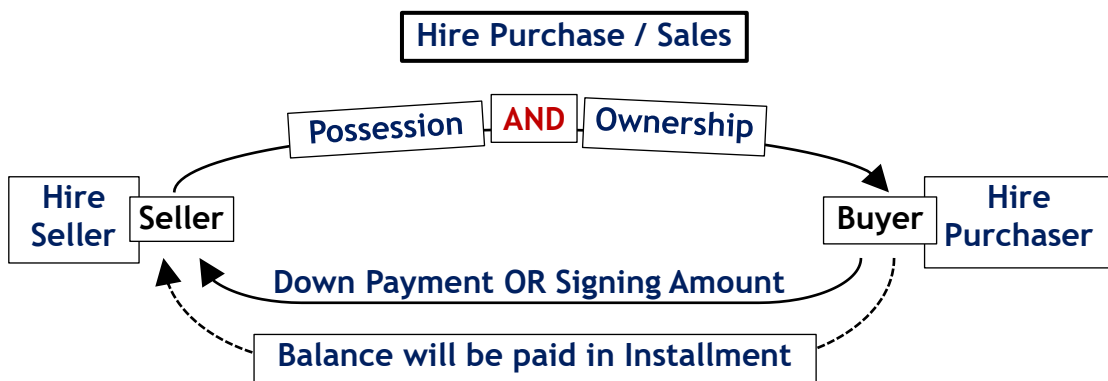 Hire Purchase / Sales
Possession AND Ownership
Hire
Seller
Seller
Buyer
Hire
Purchaser
Down Payment OR Signing Amount
Balance will be paid in Installment